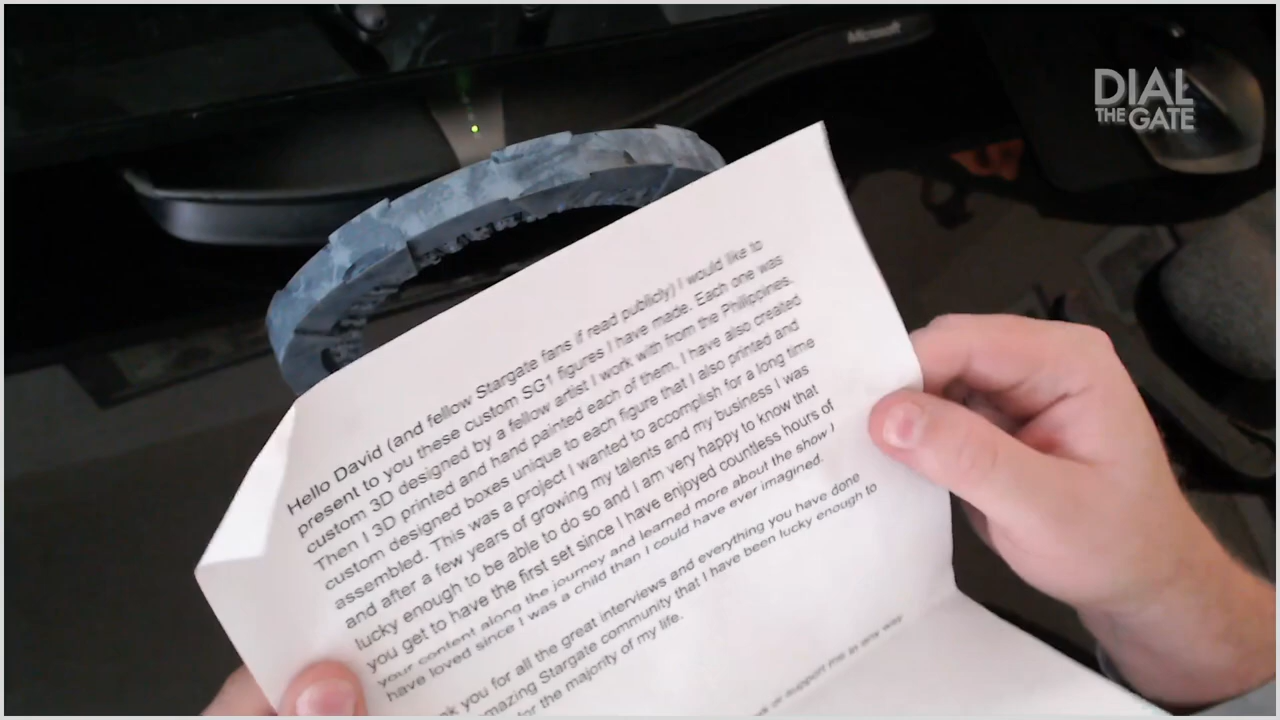 Microsoft
DIAL
THE GATE
Hello David (and fellow Stargate fans if read publicly) I would like to
present to you these custom SG1 figures I have made. Each one was
custom 3D designed by a fellow artist I work with from the Philippines.
Then I 3D printed and hand painted each of them, I have also created
custom designed boxes unique to each figure that I also printed and
assembled. This was a project I wanted to accomplish for a long time
and after a few years of growing my talents and my business I was
lucky enough to be able to do so and I am very happy to know that
you get to have the first set since I have enjoyed countless hours of
your content along the journey and learned more about the show I
have loved since I was a child than I could have ever imagined.
you for all the great interviews and everything you have done
amazing Stargate community that I have been lucky enough to
for the majority of my life.
or support me in any way